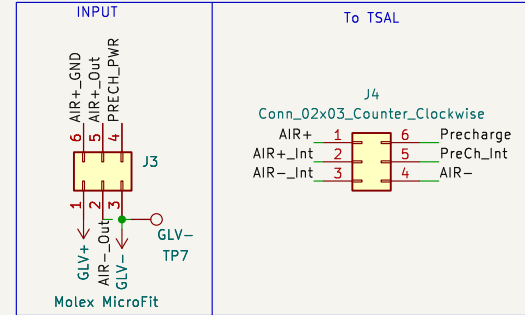 INPUT
AIR+_GND
AIR+_Out
PRECH_PWR
6
5
4
J3
1
2
3
GLV+
AIR-_Out
GLV-
GLV-
TP7
Molex MicroFit
To TSAL
J4
Conn_02x03_Counter_Clockwise
AIR+ 1 6 Precharge
AIR+_Int 2 5 PreCh_Int
AIR-_Int 3 4 AIR-